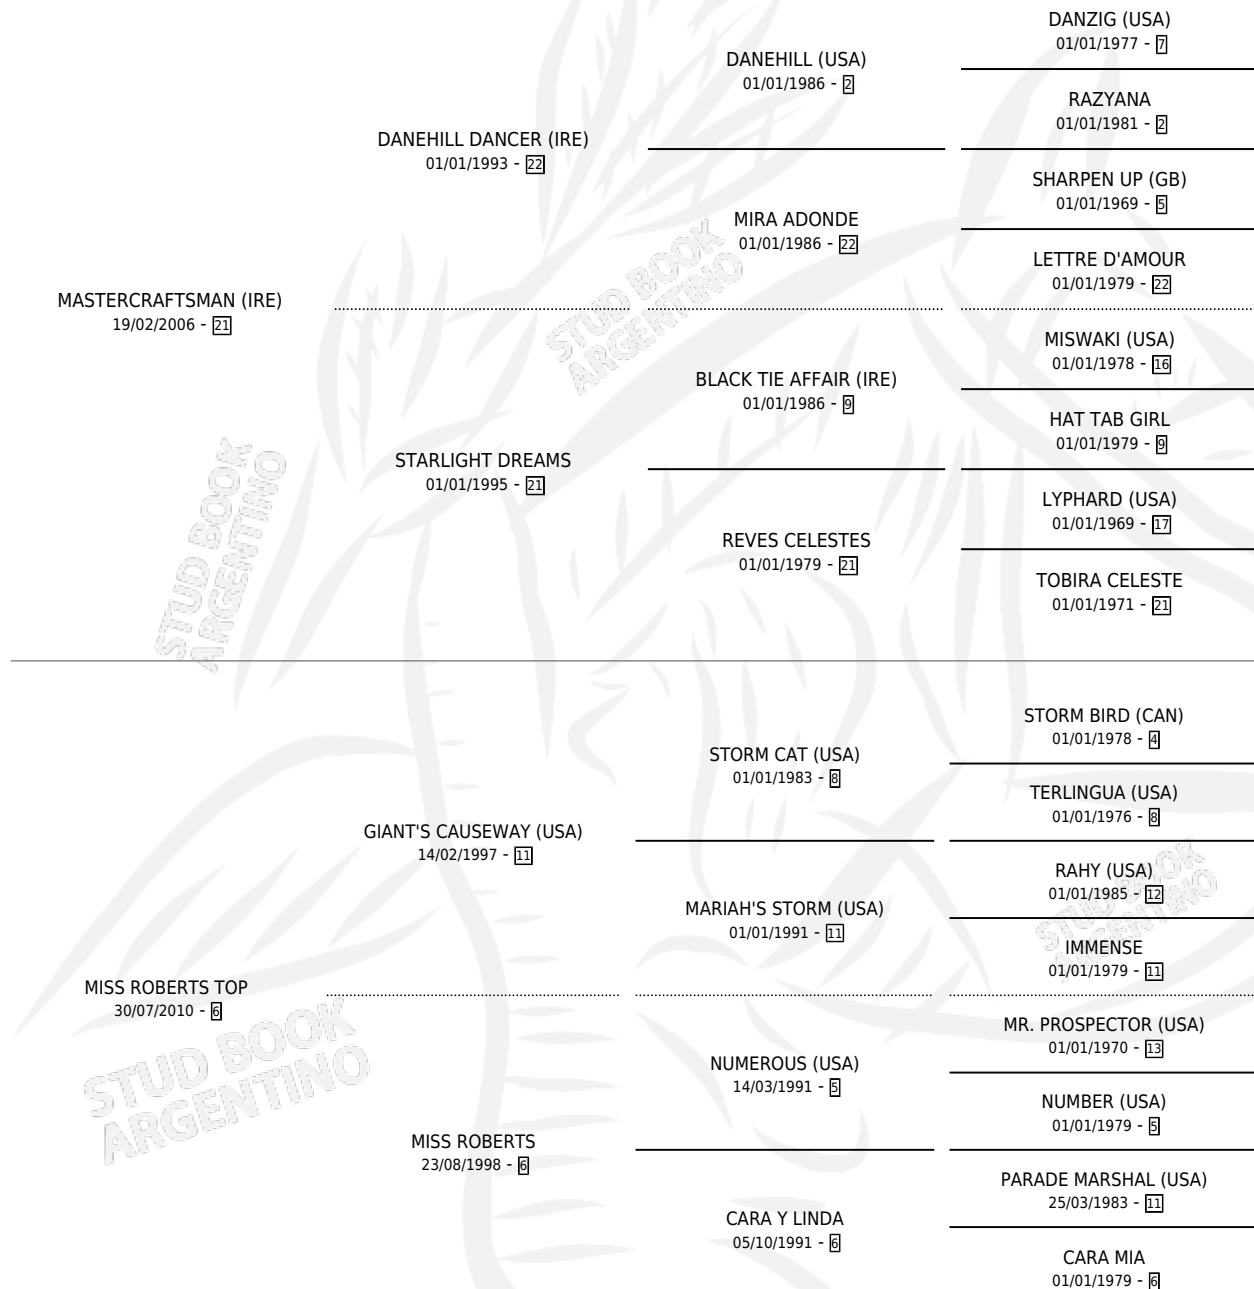 DANZIG (USA)
01/01/1977 - 7
DANEHILL (USA)
01/01/1986 - 2
RAZYANA
01/01/1981 - 2
DANEHILL DANCER (IRE)
01/01/1993 - 22
SHARPEN UP (GB)
01/01/1969 - 5
MIRA ADONDE
01/01/1986 - 22
LETTRE D'AMOUR
01/01/1979 - 22
MASTERCRAFTSMAN (IRE)
19/02/2006 - 21
MISWAKI (USA)
01/01/1978 - 16
BLACK TIE AFFAIR (IRE)
01/01/1986 - 9
HAT TAB GIRL
01/01/1979 - 9
STARLIGHT DREAMS
01/01/1995 - 21
LYPHARD (USA)
01/01/1969 - 17
REVES CELESTES
01/01/1979 - 21
TOBIRA CELESTE
01/01/1971 - 21
STUD BOOK
ARGENTINO
STUD BOOK
ARGENTINO
STORM BIRD (CAN)
01/01/1978 - 4
STORM CAT (USA)
01/01/1983 - 8
TERLINGUA (USA)
01/01/1976 - 8
GIANT'S CAUSEWAY (USA)
14/02/1997 - 11
RAHY (USA)
01/01/1985 - 12
MARIAH'S STORM (USA)
01/01/1991 - 11
IMMENSE
01/01/1979 - 11
STUD BOOK
ARGENTINO
MISS ROBERTS TOP
30/07/2010 - 6
MR. PROSPECTOR (USA)
01/01/1970 - 13
NUMEROUS (USA)
14/03/1991 - 5
NUMBER (USA)
01/01/1979 - 5
STUD BOOK
ARGENTINO
MISS ROBERTS
23/08/1998 - 6
PARADE MARSHAL (USA)
25/03/1983 - 11
CARA Y LINDA
05/10/1991 - 6
CARA MIA
01/01/1979 - 6